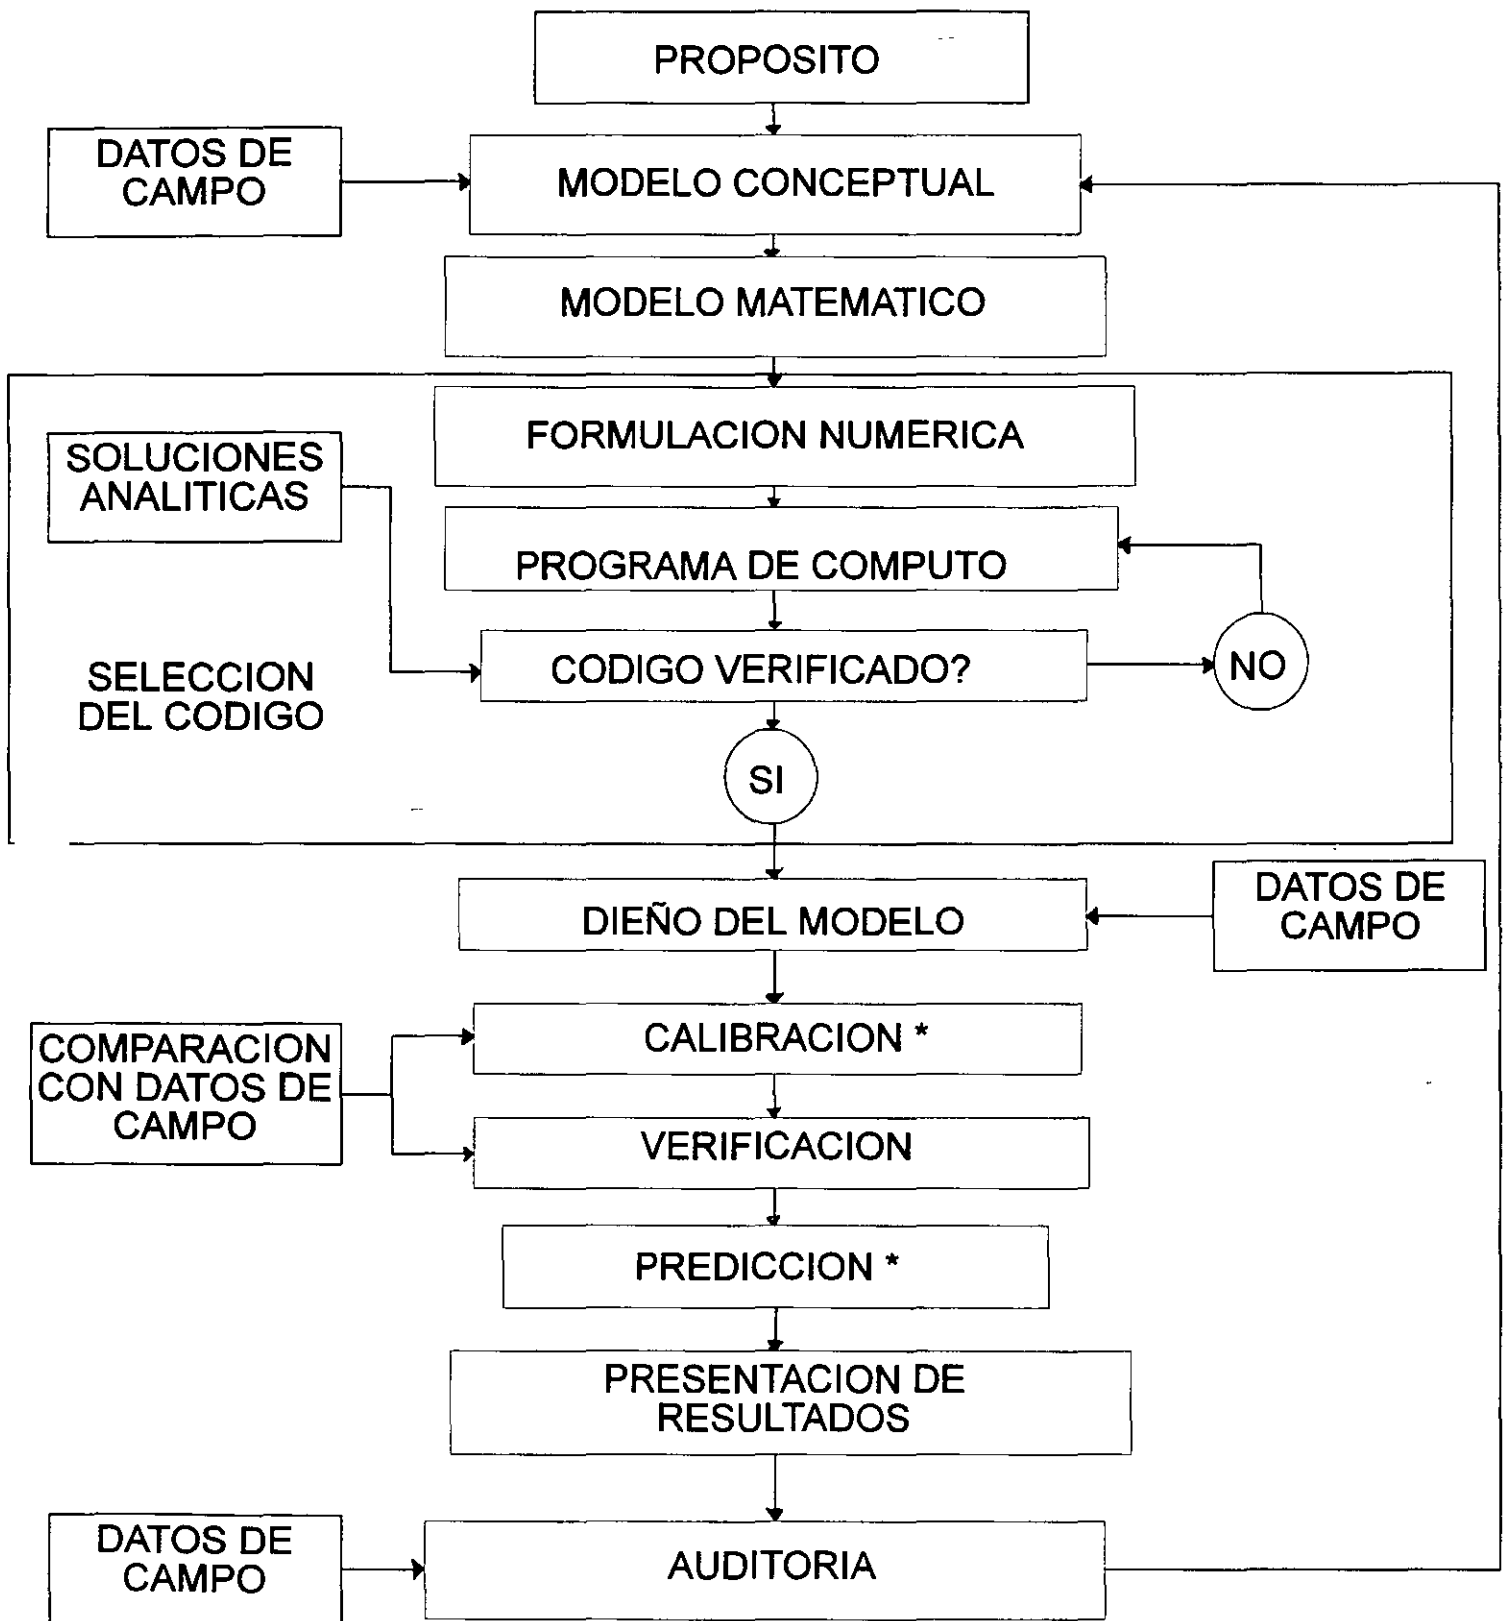 PROPOSITO
DATOS DE
CAMPO
MODELO CONCEPTUAL
MODELO MATEMATICO
FORMULACION NUMERICA
SOLUCIONES
ANALITICAS
PROGRAMA DE COMPUTO
CODIGO VERIFICADO?
NO
SELECCION
DEL CODIGO
SI
DIEÑO DEL MODELO
DATOS DE
CAMPO
CALIBRACION *
COMPARACION
CON DATOS DE
CAMPO
VERIFICACION
PREDICCION *
PRESENTACION DE
RESULTADOS
DATOS DE
CAMPO
AUDITORIA